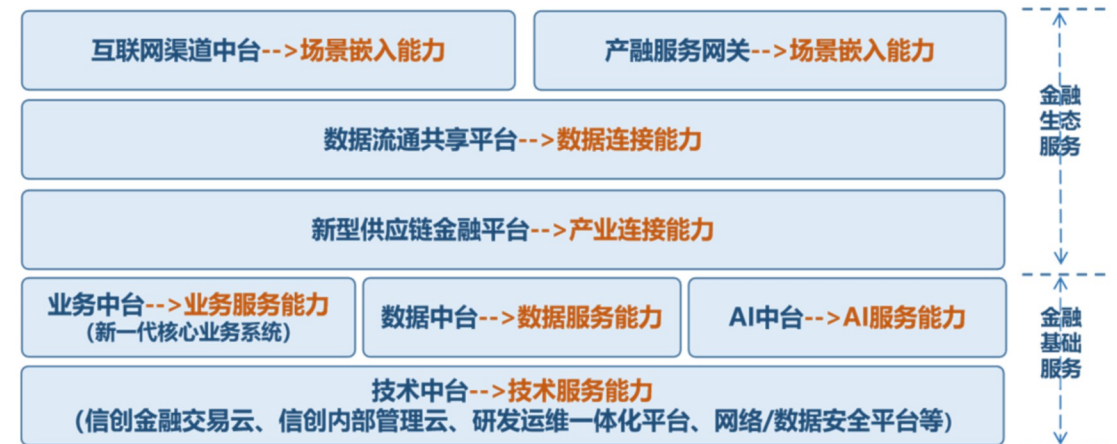 互联网渠道中台-->场景嵌入能力
产融服务网关-->场景嵌入能力
数据流通共享平台-->数据连接能力
新型供应链金融平台-->产业连接能力
金融
生态
服务
业务中台-->业务服务能力
(新一代核心业务系统)
数据中台-->数据服务能力
AI中台-->AI服务能力
技术中台-->技术服务能力
(信创金融交易云、信创内部管理云、研发运维一体化平台、网络/数据安全平台等)
金融
基础
服务